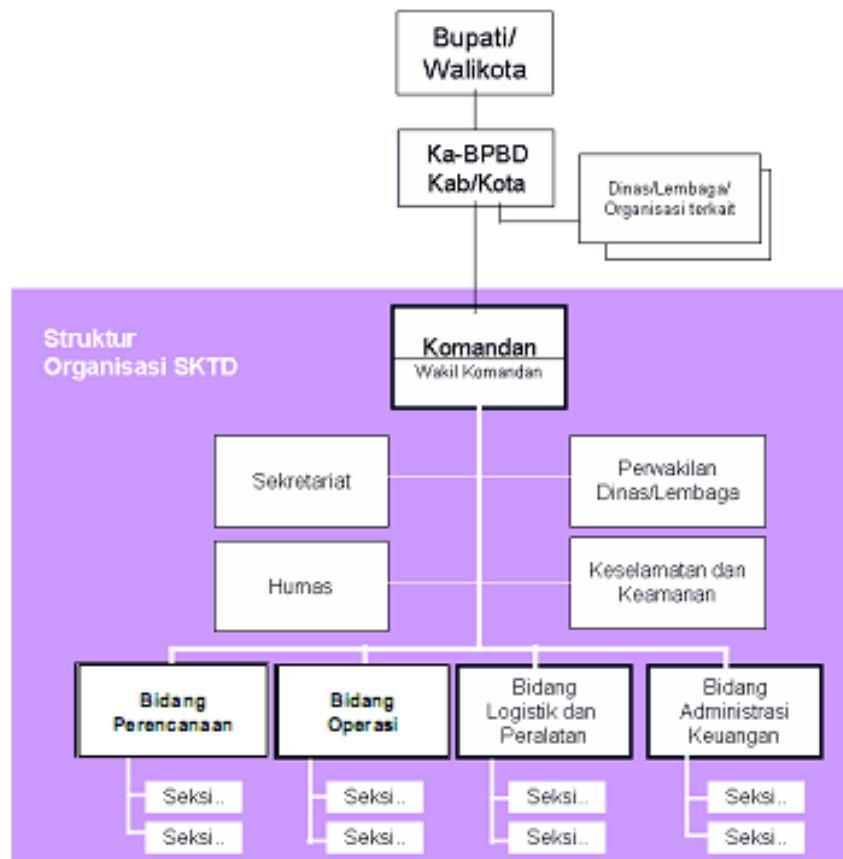 Bupati/
Walikota
Ka-BPBD
Kab/Kota
Dinas/Lembaga/
Organisasi terkait
Struktur
Organisasi SKTD
Komandan
Wakil Komandan
Sekretariat
Perwakilan
Dinas/Lembaga
Humas
Keselamatan dan
Keamanan
Bidang
Perencanaan
Bidang
Operasi
Bidang
Logistik dan
Peralatan
Bidang
Administrasi
Keuangan
Seksi..
Seksi..
Seksi..
Seksi..
Seksi..
Seksi..
Seksi..
Seksi..